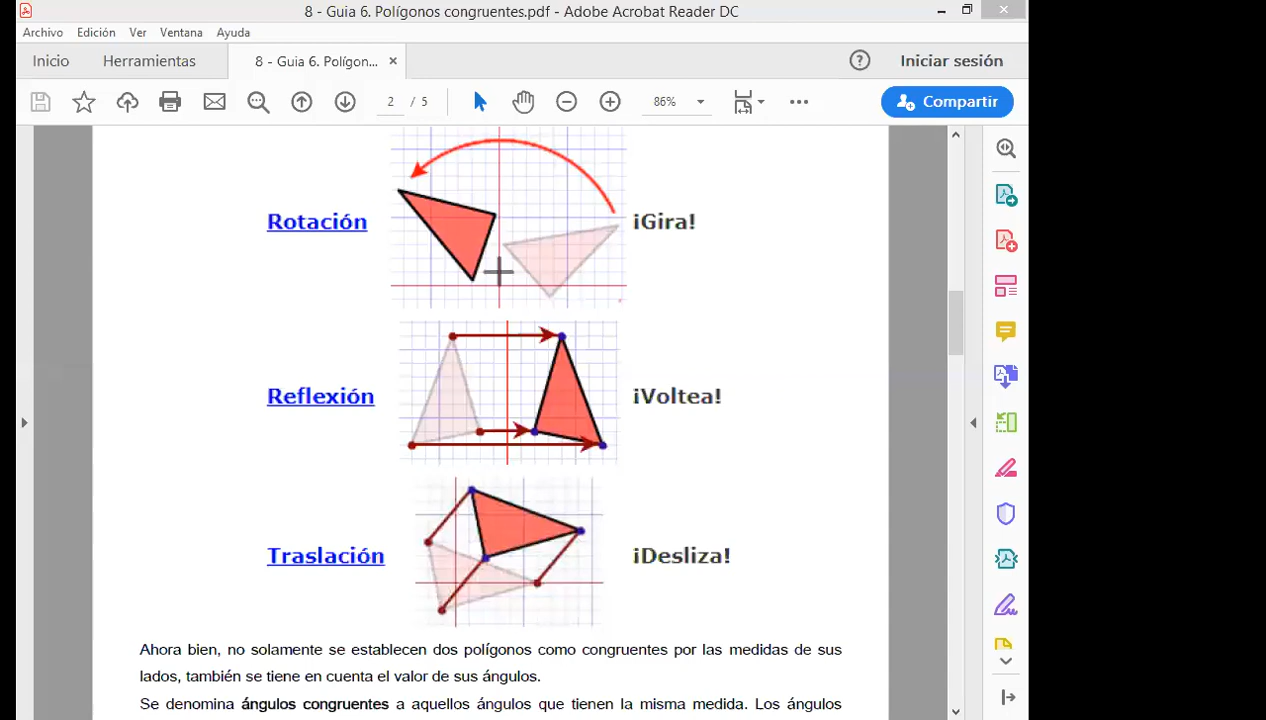 8 - Guia 6. Polígonos congruentes.pdf - Adobe Acrobat Reader DC
Archivo Edición Ver Ventana Ayuda
Inicio Herramientas 8 - Guia 6. Polígon... × Iniciar sesión
2 / 5 86% Compartir
Rotación ¡Gira!
Reflexión ¡Voltea!
Traslación ¡Desliza!
Ahora bien, no solamente se establecen dos polígonos como congruentes por las medidas de sus
lados, también se tiene en cuenta el valor de sus ángulos.
Se denomina ángulos congruentes a aquellos ángulos que tienen la misma medida. Los ángulos